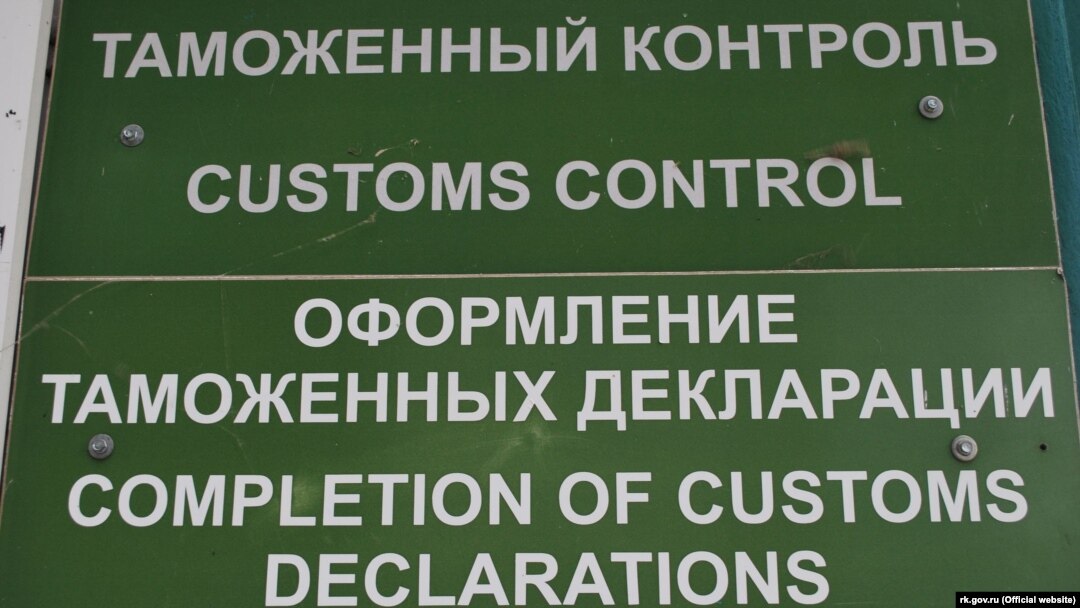 ТАМОЖЕННЫЙ КОНТРОЛЬ
CUSTOMS CONTROL
ОФОРМЛЕНИЕ
ТАМОЖЕННЫХ ДЕКЛАРАЦИИ
COMPLETION OF CUSTOMS
DECLARATIONS
rk.gov.ru (Official website)